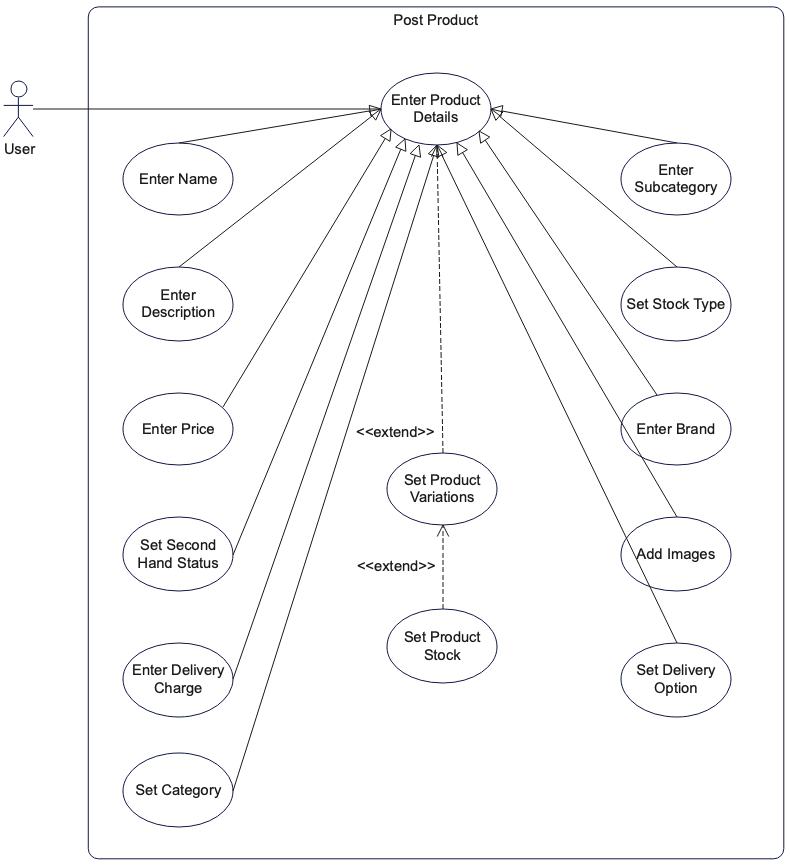 Post Product
Enter Product
Details
User
Enter Name
Enter
Subcategory
Enter
Description
Set Stock Type
Enter Price
<<extend>>
Enter Brand
Set Product
Variations
Set Second
Hand Status
<<extend>>
Add Images
Set Product
Stock
Enter Delivery
Charge
Set Delivery
Option
Set Category